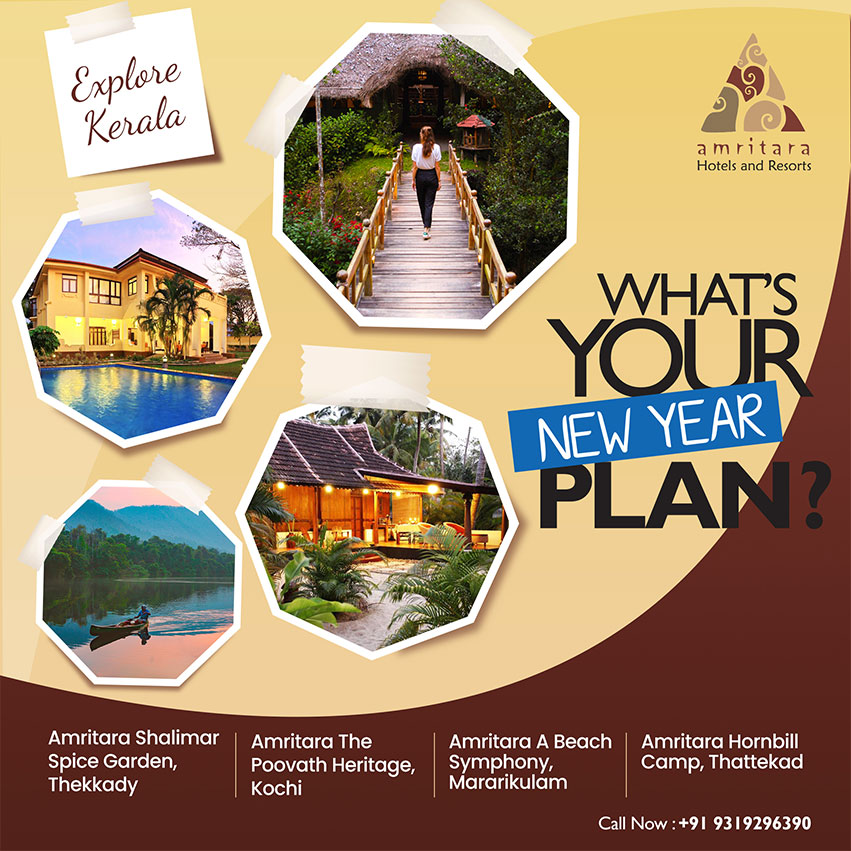 Explore
Kerala
amritara
Hotels and Resorts
WHAT'S
YOUR
NEW YEAR
PLAN?
Amritara Shalimar
Spice Garden,
Thekkady
Amritara The
Poovath Heritage,
Kochi
Amritara A Beach
Symphony,
Mararikulam
Amritara Hornbill
Camp, Thattekad
Call Now : +91 9319296390